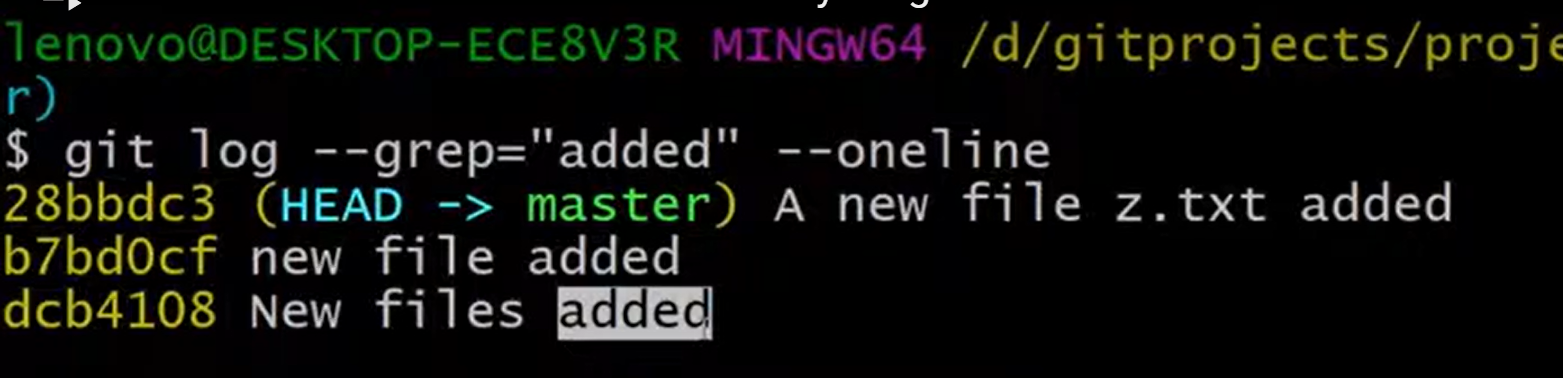 lenovo@DESKTOP-ECE8V3R MINGW64 /d/gitprojects/proje
r)
$ git log --grep="added" --oneline
28bbdc3 (HEAD -> master) A new file z.txt added
b7bd0cf new file added
dcb4108 New files added